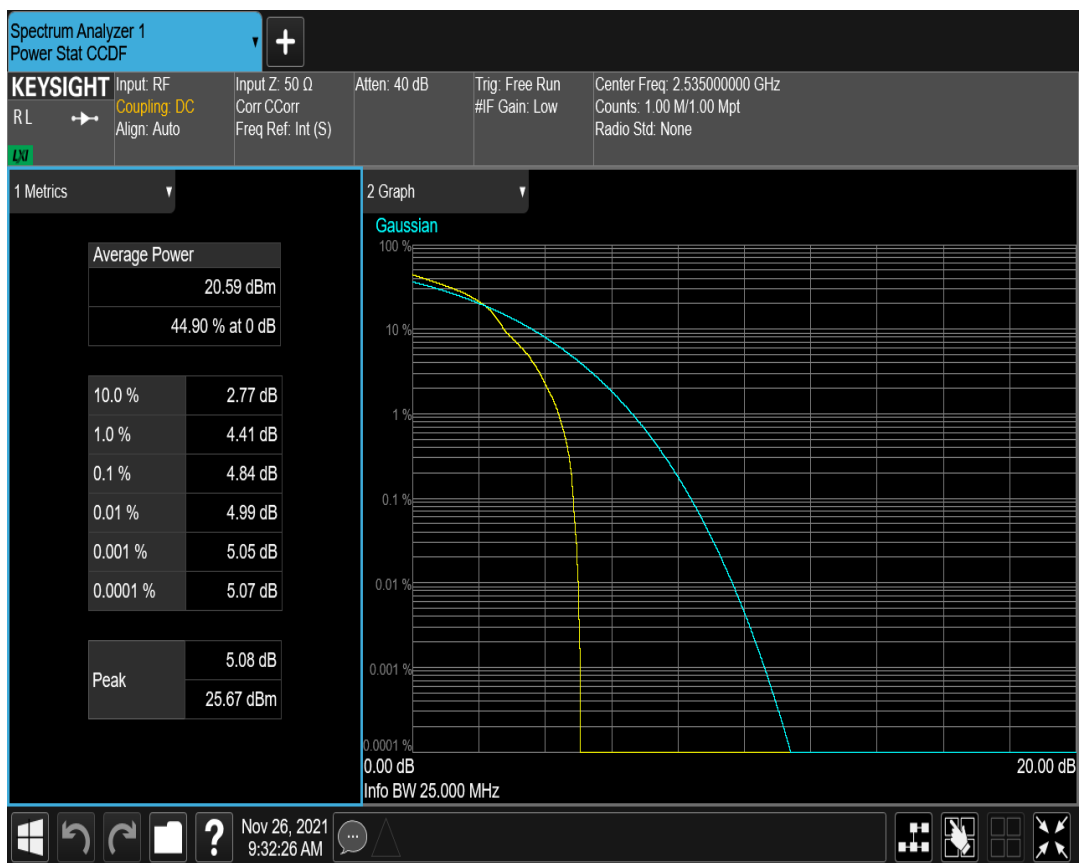 Spectrum Analyzer 1
Power Stat CCDF
+
KEYSIGHT
RL
LXI
Input: RF
Coupling: DC
Align: Auto
Input Z: 50 Ω
Corr CCorr
Freq Ref: Int (S)
Atten: 40 dB
Trig: Free Run
#IF Gain: Low
Center Freq: 2.535000000 GHz
Counts: 1.00 M/1.00 Mpt
Radio Std: None
1 Metrics
Average Power
20.59 dBm
44.90 % at 0 dB
10.0 % 2.77 dB
1.0 % 4.41 dB
0.1 % 4.84 dB
0.01 % 4.99 dB
0.001 % 5.05 dB
0.0001 % 5.07 dB
Peak
5.08 dB
25.67 dBm
2 Graph
Gaussian
100 %
10 %
1 %
0.1 %
0.01 %
0.001 %
0.0001 %
0.00 dB 20.00 dB
Info BW 25.000 MHz
?
Nov 26, 2021
9:32:26 AM